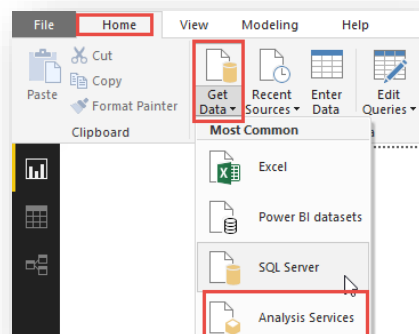 File Home View Modeling Help
Cut
Copy
Format Painter
Paste
Clipboard
Get Data
Recent Sources
Enter Data
Edit Queries
Most Common
Excel
Power BI datasets
SQL Server
Analysis Services